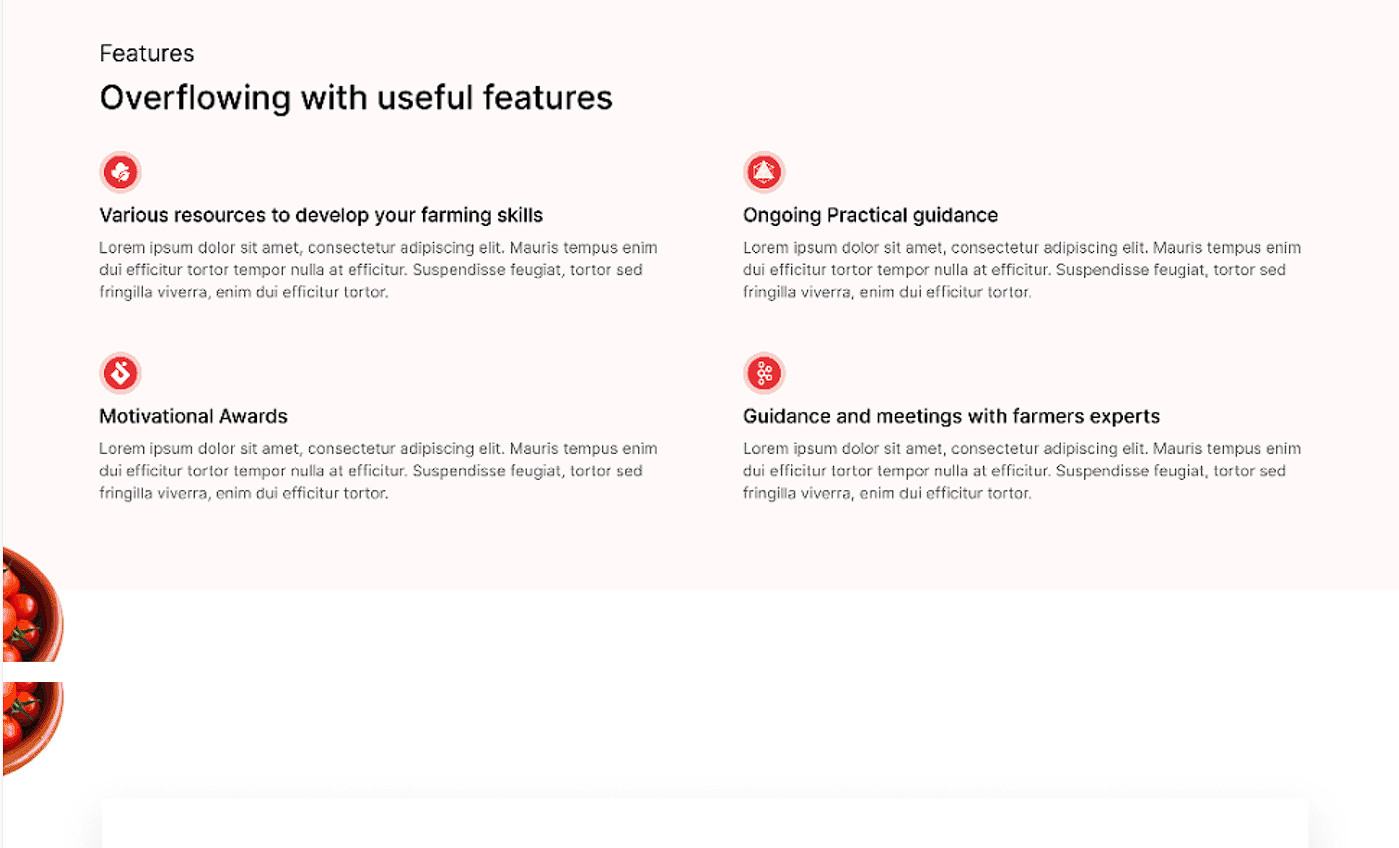 Features
Overflowing with useful features
Various resources to develop your farming skills
Lorem ipsum dolor sit amet, consectetur adipiscing elit. Mauris tempus enim
dui efficitur tortor tempor nulla at efficitur. Suspendisse feugiat, tortor sed
fringilla viverra, enim dui efficitur tortor.
Ongoing Practical guidance
Lorem ipsum dolor sit amet, consectetur adipiscing elit. Mauris tempus enim
dui efficitur tortor tempor nulla at efficitur. Suspendisse feugiat, tortor sed
fringilla viverra, enim dui efficitur tortor.
Motivational Awards
Lorem ipsum dolor sit amet, consectetur adipiscing elit. Mauris tempus enim
dui efficitur tortor tempor nulla at efficitur. Suspendisse feugiat, tortor sed
fringilla viverra, enim dui efficitur tortor.
Guidance and meetings with farmers experts
Lorem ipsum dolor sit amet, consectetur adipiscing elit. Mauris tempus enim
dui efficitur tortor tempor nulla at efficitur. Suspendisse feugiat, tortor sed
fringilla viverra, enim dui efficitur tortor.